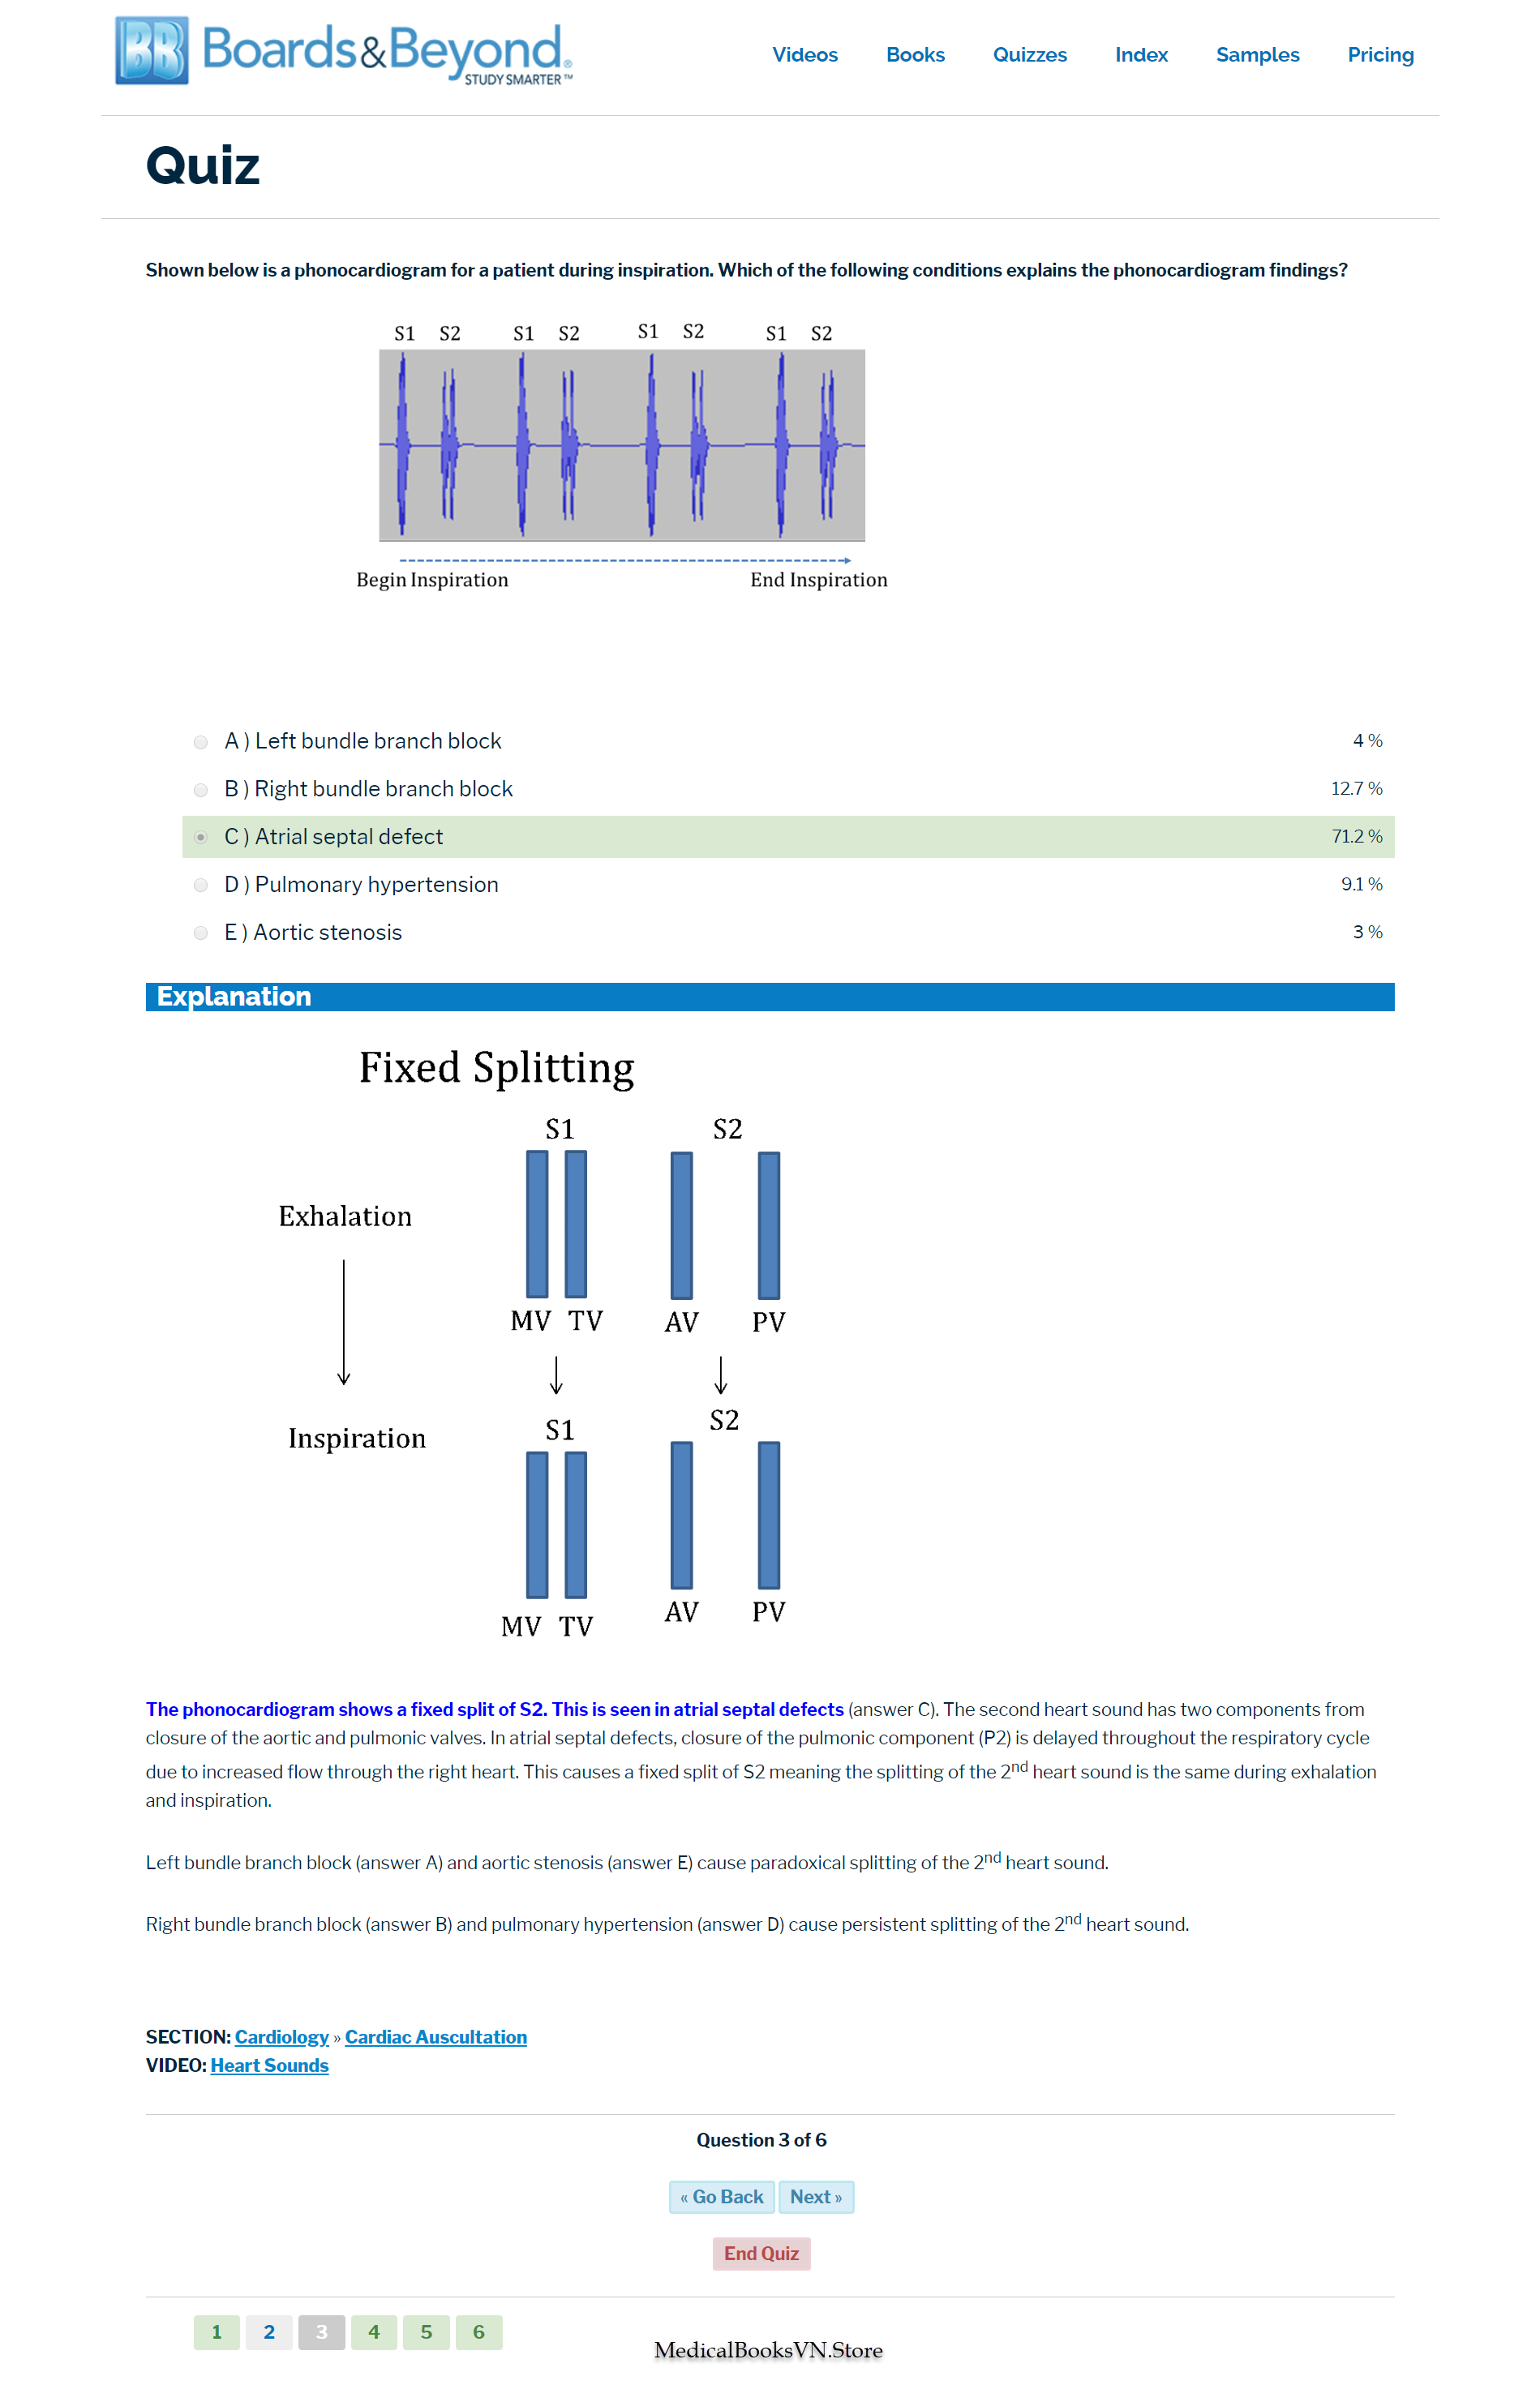 BB Boards&Beyond®
STUDY SMARTER™
Videos Books Quizzes Index Samples Pricing
Quiz
Shown below is a phonocardiogram for a patient during inspiration. Which of the following conditions explains the phonocardiogram findings?
S1 S2 S1 S2 S1 S2 S1 S2
Begin Inspiration End Inspiration
A ) Left bundle branch block 4 %
B ) Right bundle branch block 12.7 %
C ) Atrial septal defect 71.2 %
D ) Pulmonary hypertension 9.1 %
E ) Aortic stenosis 3 %
Explanation
Fixed Splitting
S1 S2
Exhalation
MV TV AV PV
S1 S2
Inspiration
MV TV AV PV
The phonocardiogram shows a fixed split of S2. This is seen in atrial septal defects (answer C). The second heart sound has two components from
closure of the aortic and pulmonic valves. In atrial septal defects, closure of the pulmonic component (P2) is delayed throughout the respiratory cycle
due to increased flow through the right heart. This causes a fixed split of S2 meaning the splitting of the 2nd heart sound is the same during exhalation
and inspiration.
Left bundle branch block (answer A) and aortic stenosis (answer E) cause paradoxical splitting of the 2nd heart sound.
Right bundle branch block (answer B) and pulmonary hypertension (answer D) cause persistent splitting of the 2nd heart sound.
SECTION: Cardiology » Cardiac Auscultation
VIDEO: Heart Sounds
Question 3 of 6
« Go Back Next »
End Quiz
1 2 3 4 5 6
MedicalBooksVN.Store